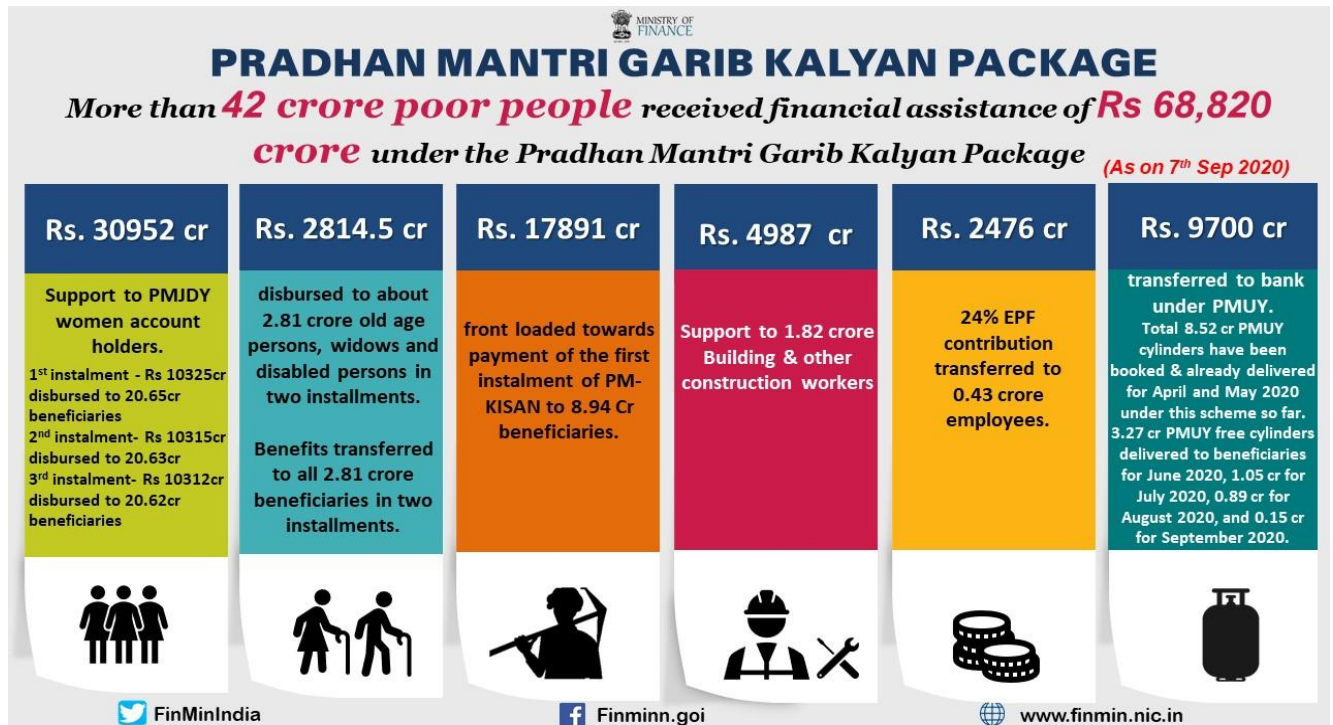 MINISTRY OF
FINANCE
PRADHAN MANTRI GARIB KALYAN PACKAGE
More than 42 crore poor people received financial assistance of Rs 68,820
crore under the Pradhan Mantri Garib Kalyan Package
(As on 7th Sep 2020)
Rs. 30952 cr
Support to PMJDY
women account
holders.
1st instalment - Rs 10325cr
disbursed to 20.65cr
beneficiaries
2nd instalment- Rs 10315cr
disbursed to 20.63cr
3rd instalment- Rs 10312cr
disbursed to 20.62cr
beneficiaries
Rs. 2814.5 cr
disbursed to about
2.81 crore old age
persons, widows and
disabled persons in
two installments.
Benefits transferred
to all 2.81 crore
beneficiaries in two
installments.
Rs. 17891 cr
front loaded towards
payment of the first
instalment of PM-
KISAN to 8.94 Cr
beneficiaries.
Rs. 4987 cr
Support to 1.82 crore
Building & other
construction workers
Rs. 2476 cr
24% EPF
contribution
transferred to
0.43 crore
employees.
Rs. 9700 cr
transferred to bank
under PMUY.
Total 8.52 cr PMUY
cylinders have been
booked & already delivered
for April and May 2020
under this scheme so far.
3.27 cr PMUY free cylinders
delivered to beneficiaries
for June 2020, 1.05 cr for
July 2020, 0.89 cr for
August 2020, and 0.15 cr
for September 2020.
FinMinIndia
Finminn.goi
www.finmin.nic.in